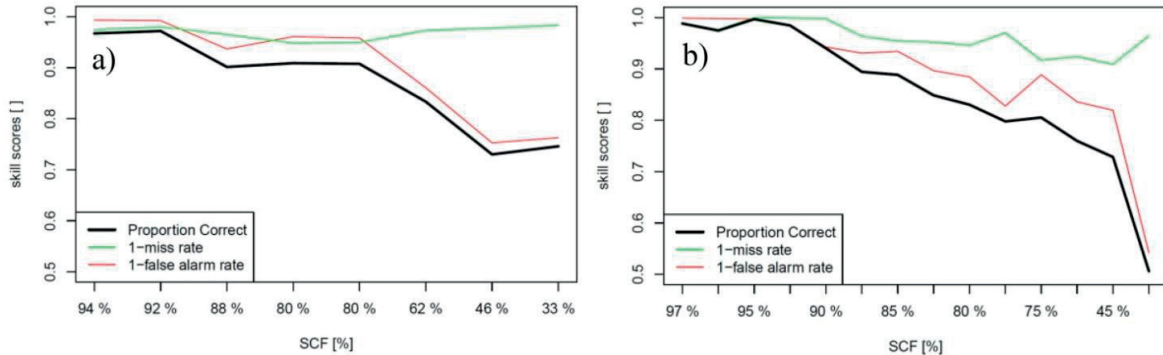 a)
skill scores [ ]
1.0
0.9
0.8
0.7
0.6
0.5
Proportion Correct
1−miss rate
1−false alarm rate
94 % 92 % 88 % 80 % 80 % 62 % 46 % 33 %
SCF [%]
b)
skill scores [ ]
1.0
0.9
0.8
0.7
0.6
0.5
Proportion Correct
1−miss rate
1−false alarm rate
97 % 95 % 90 % 85 % 80 % 75 % 45 %
SCF [%]